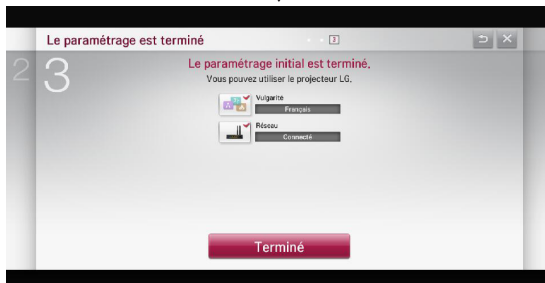 Le paramétrage est terminé
3
2
3
Le paramétrage initial est terminé.
Vous pouvez utiliser le projecteur LG.
Vulgarité
Français
Réseau
Connecté
Terminé